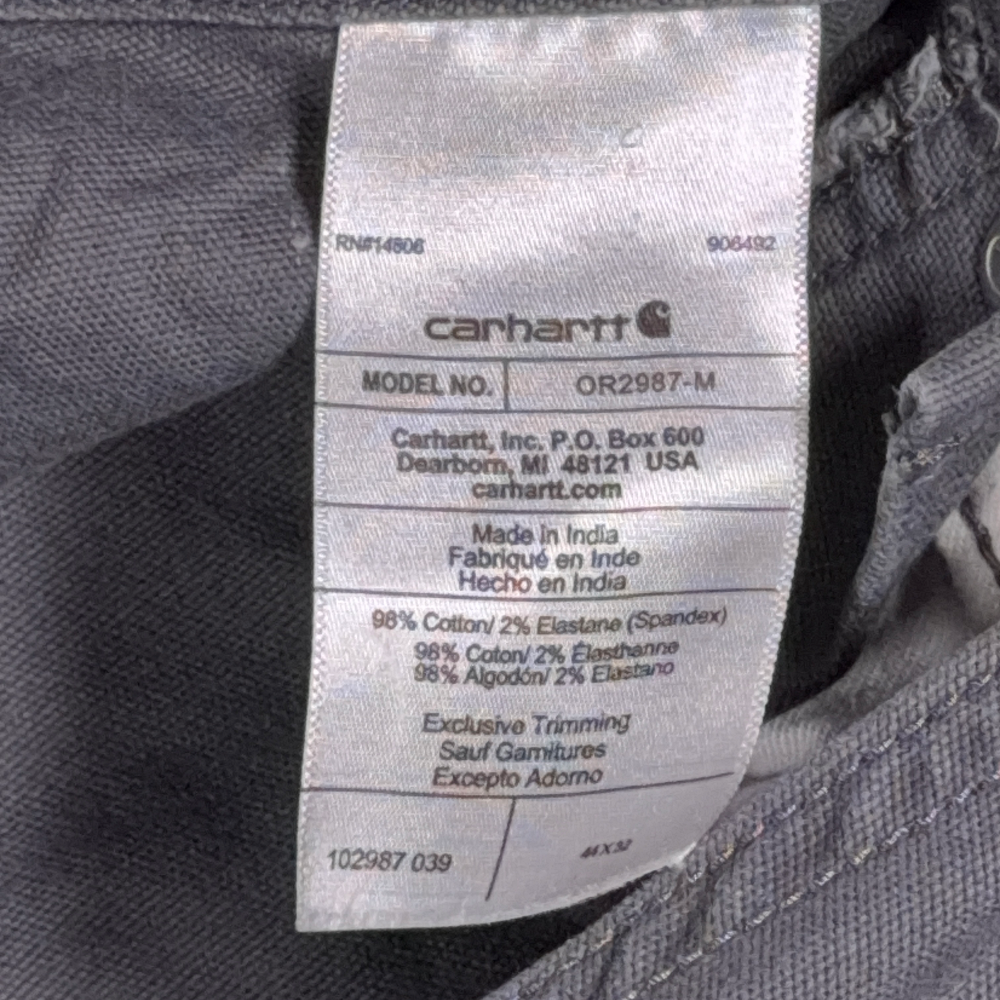 RN#14806 906492
carhartt
MODEL NO. OR2987-M
Carhartt, Inc. P.O. Box 600
Dearborn, MI 48121 USA
carhartt.com
Made in India
Fabriqué en Inde
Hecho en India
98% Cotton/ 2% Elastane (Spandex)
98% Coton/ 2% Élasthanne
98% Algodón/ 2% Elastano
Exclusive Trimming
Sauf Garnitures
Excepto Adorno
102987 039 44X32